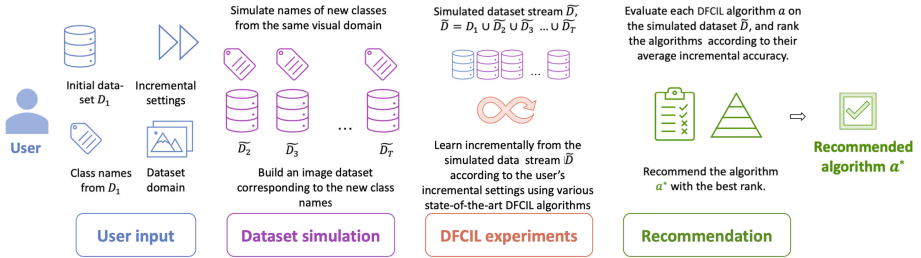 User
Initial data-
set D₁
Incremental
settings
Class names
from D₁
Dataset
domain
User input
Simulate names of new classes
from the same visual domain
D̃₂
D̃₃
...
D̃_T
Build an image dataset
corresponding to the new class
names
Dataset simulation
Simulated dataset stream D̃,
D̃ = D₁ ∪ D̃₂ ∪ D̃₃ ... ∪ D̃_T
...
Learn incrementally from the
simulated data stream D̃
according to the user's
incremental settings using various
state-of-the-art DFCIL algorithms
DFCIL experiments
Evaluate each DFCIL algorithm a on
the simulated dataset D̃, and rank
the algorithms according to their
average incremental accuracy.
Recommend the algorithm
a* with the best rank.
Recommendation
Recommended
algorithm a*